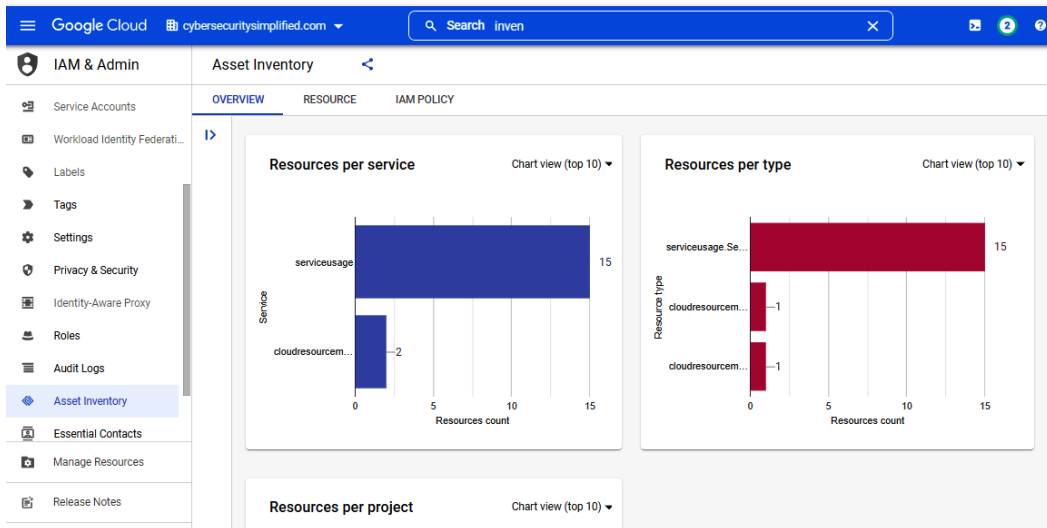 Google Cloud
cybersecuritysimplified.com
Search inven
2
IAM & Admin
Service Accounts
Workload Identity Federati...
Labels
Tags
Settings
Privacy & Security
Identity-Aware Proxy
Roles
Audit Logs
Asset Inventory
Essential Contacts
Manage Resources
Release Notes
Asset Inventory
OVERVIEW RESOURCE IAM POLICY
Resources per service Chart view (top 10)
Service
serviceusage 15
cloudresourcem... 2
0 5 10 15
Resources count
Resources per type Chart view (top 10)
Resource type
serviceusage.Se... 15
cloudresourcem... 1
cloudresourcem... 1
0 5 10 15
Resources count
Resources per project Chart view (top 10)